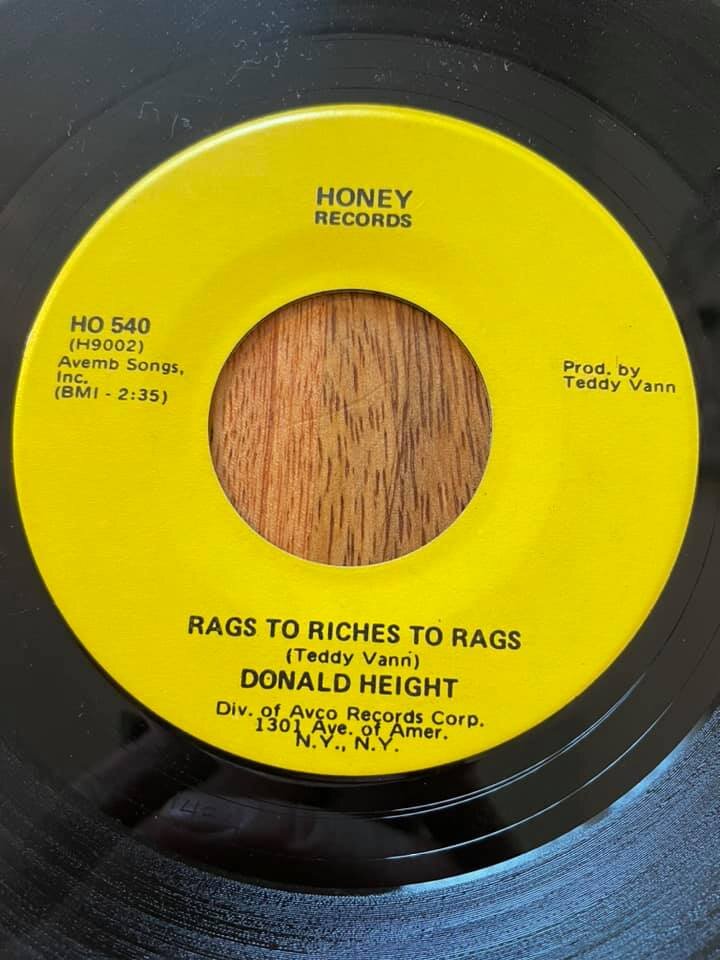 HONEY
RECORDS
HO 540
(H9002)
Avemb Songs,
Inc.
(BMI - 2:35)
Prod. by
Teddy Vann
RAGS TO RICHES TO RAGS
(Teddy Vann)
DONALD HEIGHT
Div. of Avco Records Corp.
1301 Ave. of Amer.
N.Y., N.Y.